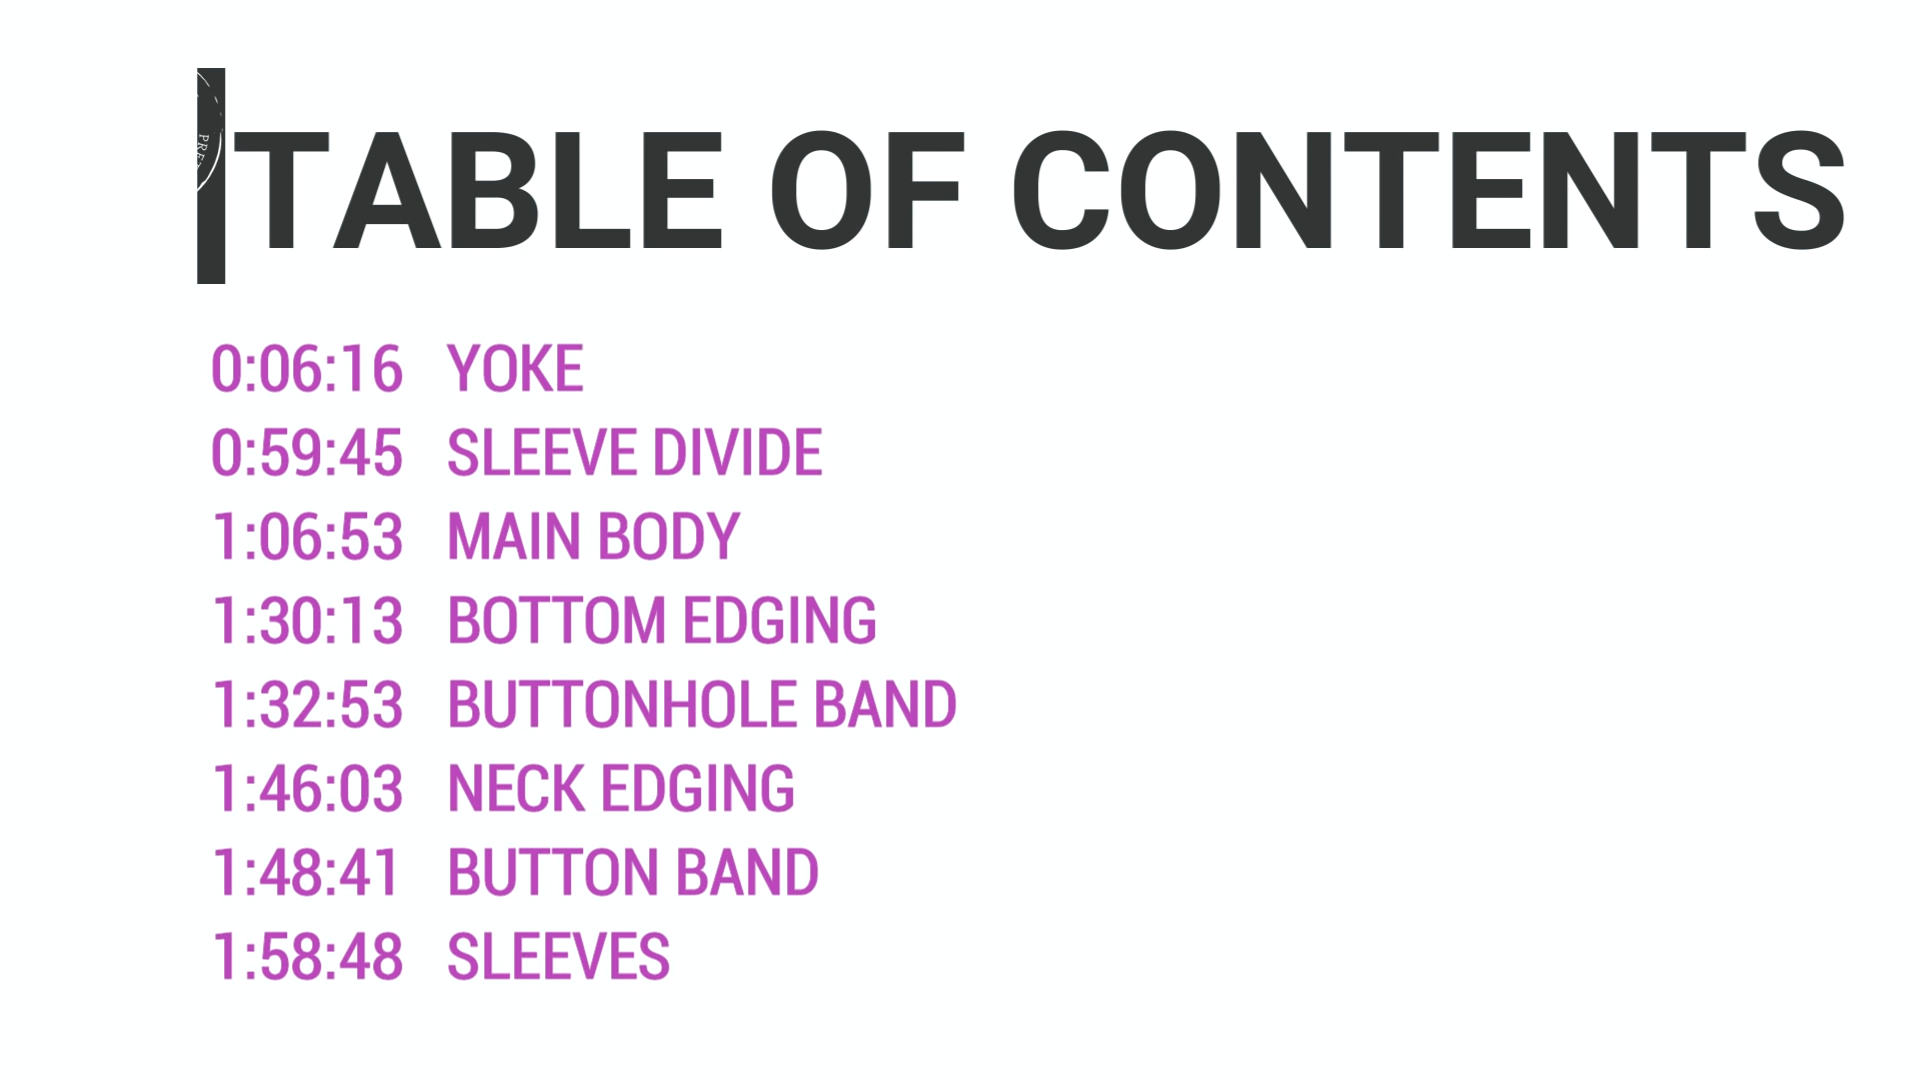 TABLE OF CONTENTS
0:06:16 YOKE
0:59:45 SLEEVE DIVIDE
1:06:53 MAIN BODY
1:30:13 BOTTOM EDGING
1:32:53 BUTTONHOLE BAND
1:46:03 NECK EDGING
1:48:41 BUTTON BAND
1:58:48 SLEEVES